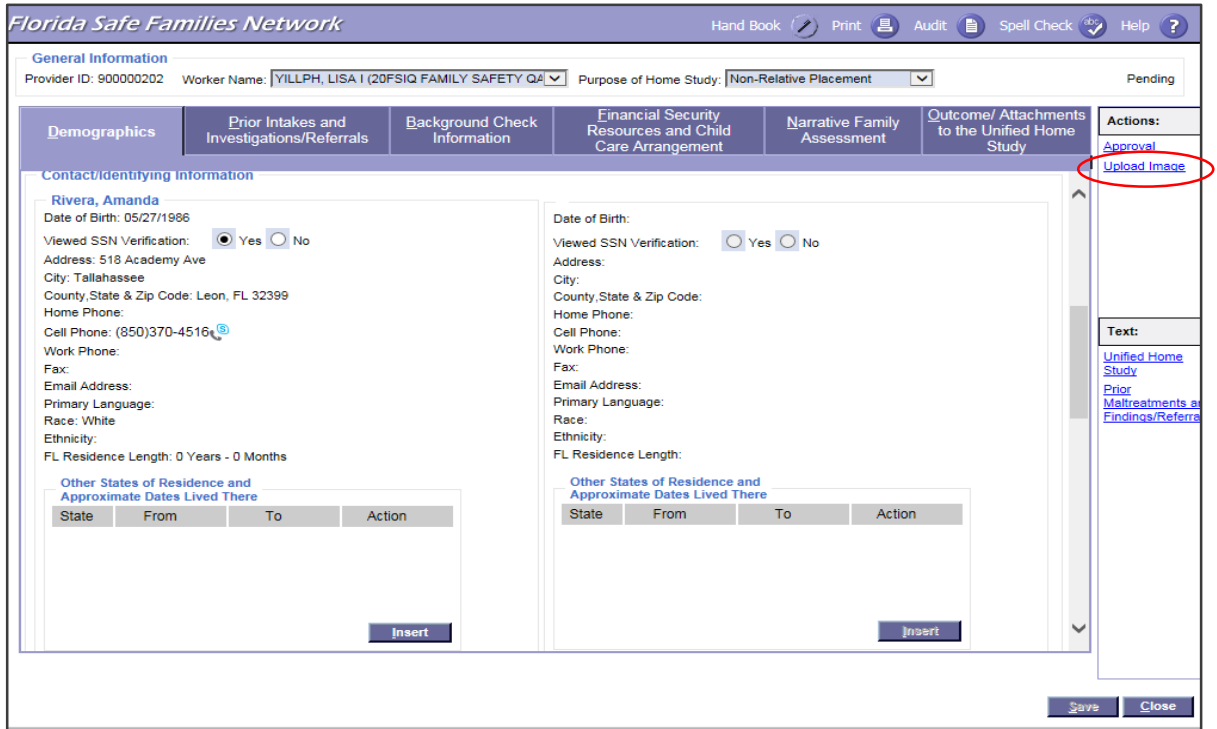 Florida Safe Families Network
Hand Book Print Audit Spell Check abc Help ?
General Information
Provider ID: 900000202 Worker Name: YILLPH, LISA I (20FSIQ FAMILY SAFETY QA Purpose of Home Study: Non-Relative Placement Pending
Demographics
Prior Intakes and
Investigations/Referrals
Background Check
Information
Financial Security
Resources and Child
Care Arrangement
Narrative Family
Assessment
Outcome/ Attachments
to the Unified Home
Study
Actions:
Approval
Upload Image
Contact/Identifying Information
Rivera, Amanda
Date of Birth: 05/27/1986
Viewed SSN Verification: Yes No
Address: 518 Academy Ave
City: Tallahassee
County,State & Zip Code: Leon, FL 32399
Home Phone:
Cell Phone: (850)370-4516
Work Phone:
Fax:
Email Address:
Primary Language:
Race: White
Ethnicity:
FL Residence Length: 0 Years - 0 Months
Other States of Residence and
Approximate Dates Lived There
State From To Action
Insert
Date of Birth:
Viewed SSN Verification: Yes No
Address:
City:
County,State & Zip Code:
Home Phone:
Cell Phone:
Work Phone:
Fax:
Email Address:
Primary Language:
Race:
Ethnicity:
FL Residence Length:
Other States of Residence and
Approximate Dates Lived There
State From To Action
Insert
Text:
Unified Home
Study
Prior
Maltreatments a
Findings/Referra
Save Close